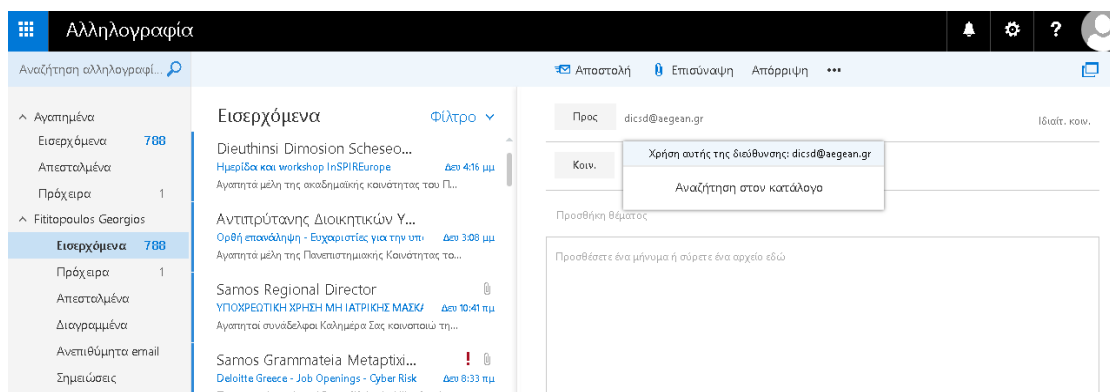 Αλληλογραφία
?
Αναζήτηση αλληλογραφί...
Αποστολή Επισύναψη Απόρριψη •••
Αγαπημένα
Εισερχόμενα 788
Απεσταλμένα
Πρόχειρα 1
Fititopoulos Georgios
Εισερχόμενα 788
Πρόχειρα 1
Απεσταλμένα
Διαγραμμένα
Ανεπιθύμητα email
Σημειώσεις
Εισερχόμενα Φίλτρο
Dieuthinsi Dimosion Scheseo...
Ημερίδα και workshop InSPIREurope Δευ 4:16 μμ
Αγαπητά μέλη της ακαδημαϊκής κοινότητας του Π...
Αντιπρύτανης Διοικητικών Υ...
Ορθή επανάληψη - Ευχαριστίες για την υπ Δευ 3:08 μμ
Αγαπητά μέλη της Πανεπιστημιακής Κοινότητας το...
Samos Regional Director
ΥΠΟΧΡΕΩΤΙΚΗ ΧΡΗΣΗ ΜΗ ΙΑΤΡΙΚΗΣ ΜΑΣΚ Δευ 10:41 πμ
Αγαπητοί συνάδελφοι Καλημέρα Σας κοινοποιώ τη...
Samos Grammateia Metaptixi... !
Deloitte Greece - Job Openings - Cyber Risk Δευ 8:33 πμ
Προς dicsd@aegean.gr Ιδιαίτ. κοιν.
Χρήση αυτής της διεύθυνσης: dicsd@aegean.gr
Κοιν.
Αναζήτηση στον κατάλογο
Προσθήκη θέματος
Προσθέσετε ένα μήνυμα ή σύρετε ένα αρχείο εδώ